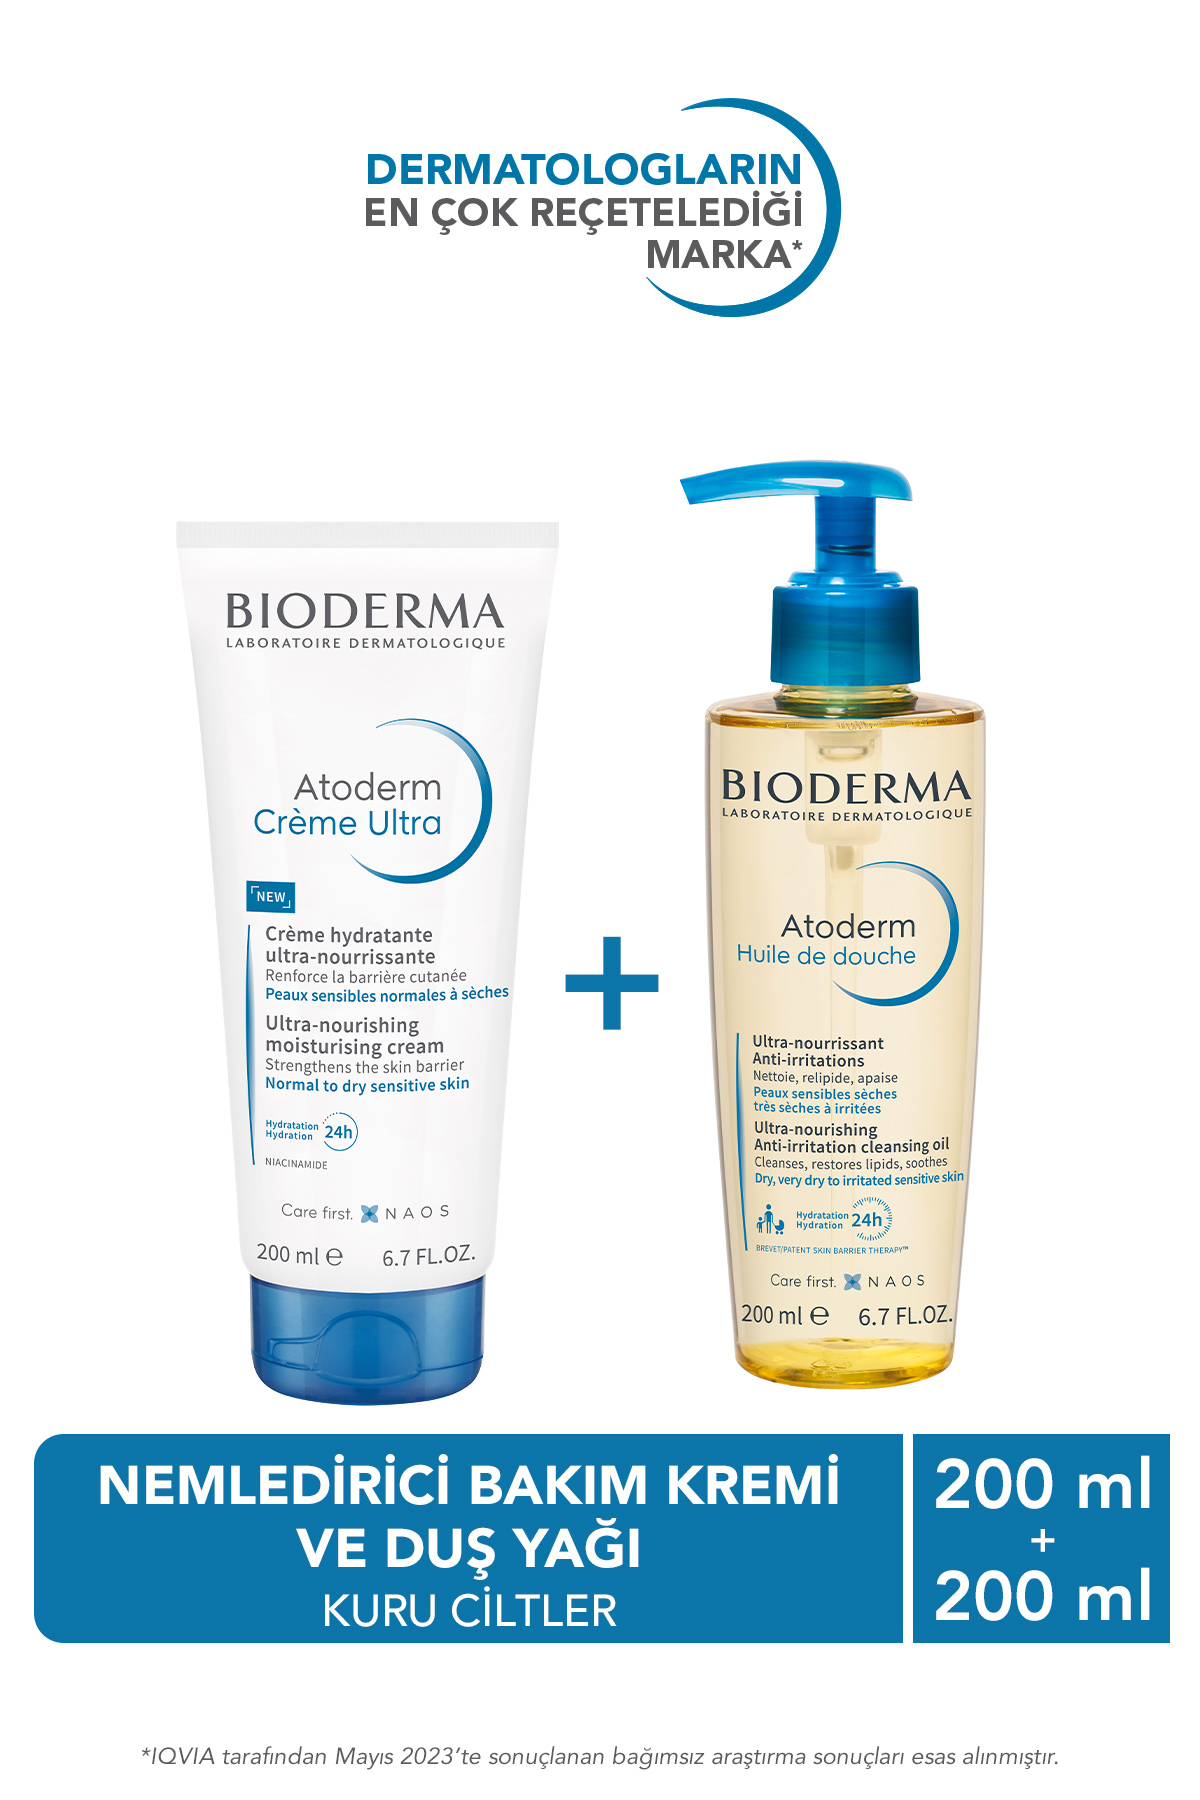 DERMATOLOGLARIN
EN ÇOK REÇETELEDİĞİ
MARKA*
BIODERMA
LABORATOIRE DERMATOLOGIQUE
Atoderm
Crème Ultra
NEW
Crème hydratante
ultra-nourrissante
Renforce la barrière cutanée
Peaux sensibles normales à sèches
Ultra-nourishing
moisturising cream
Strengthens the skin barrier
Normal to dry sensitive skin
Hydratation
Hydration
24h
NIACINAMIDE
Care first. NAOS
200 ml ℮ 6.7 FL.OZ.
+
BIODERMA
LABORATOIRE DERMATOLOGIQUE
Atoderm
Huile de douche
Ultra-nourrissant
Anti-irritations
Nettoie, relipide, apaise
Peaux sensibles sèches
très sèches à irritées
Ultra-nourishing
Anti-irritation cleansing oil
Cleanses, restores lipids, soothes
Dry, very dry to irritated sensitive skin
Hydratation
Hydration
24h
BREVET/PATENT SKIN BARRIER THERAPY™
Care first. NAOS
200 ml ℮ 6.7 FL.OZ.
NEMLEDİRİCİ BAKIM KREMİ
VE DUŞ YAĞI
KURU CİLTLER
200 ml
+
200 ml
*IQVIA tarafından Mayıs 2023’te sonuçlanan bağımsız araştırma sonuçları esas alınmıştır.